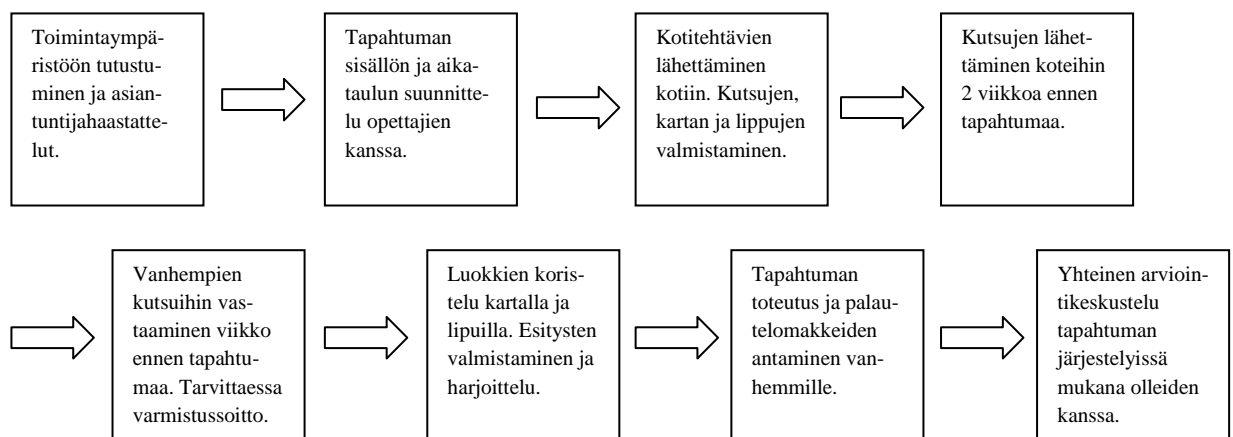 Toimintaympä-
ristöön tutustu-
minen ja asian-
tuntijahaastatte-
lut.
Tapahtuman
sisällön ja aika-
taulun suunnitte-
lu opettajien
kanssa.
Kotitehtävien
lähettäminen
kotiin. Kutsujen,
kartan ja lippujen
valmistaminen.
Kutsujen lähet-
täminen koteihin
2 viikkoa ennen
tapahtumaa.
Vanhempien
kutsuihin vas-
taaminen viikko
ennen tapahtu-
maa. Tarvittaessa
varmistussoitto.
Luokkien koris-
telu kartalla ja
lipuilla. Esitysten
valmistaminen ja
harjoittelu.
Tapahtuman
toteutus ja palau-
telomakkeiden
antaminen van-
hemmille.
Yhteinen arvioin-
tikeskustelu
tapahtuman
järjestelyissä
mukana olleiden
kanssa.